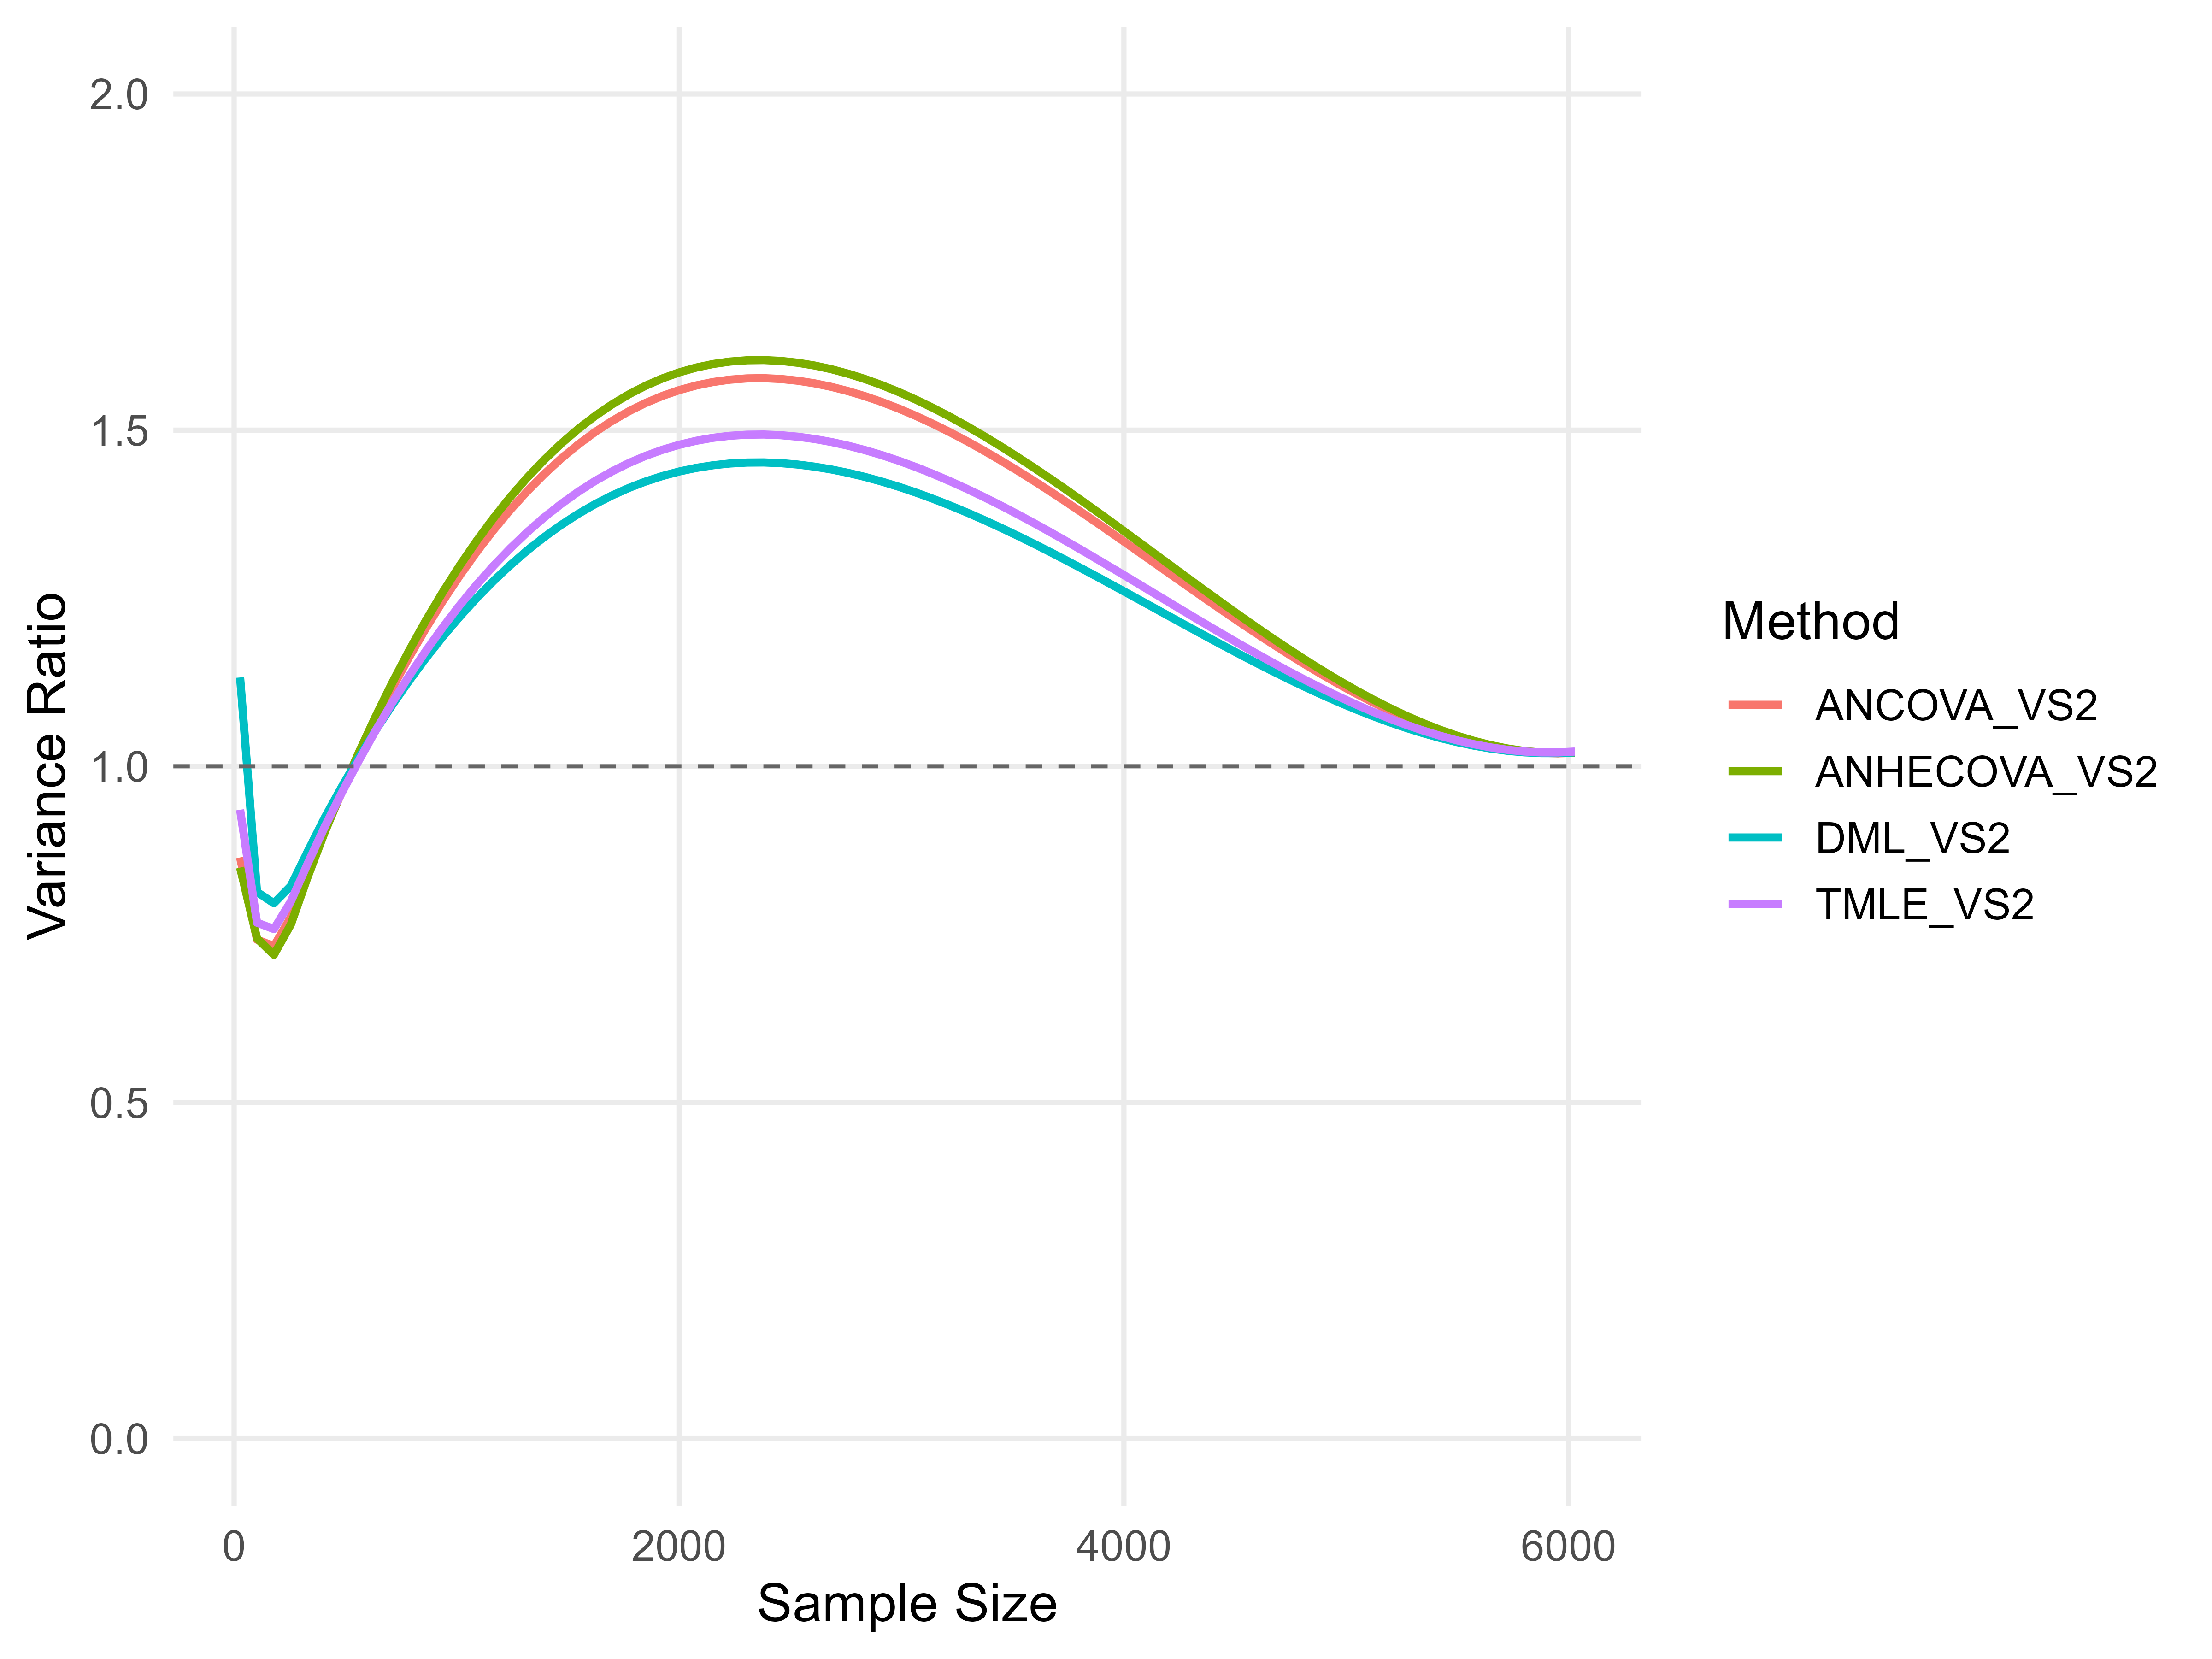 2.0
1.5
1.0
0.5
0.0
Variance Ratio
0
2000
4000
6000
Sample Size
Method
ANCOVA_VS2
ANHECOVA_VS2
DML_VS2
TMLE_VS2